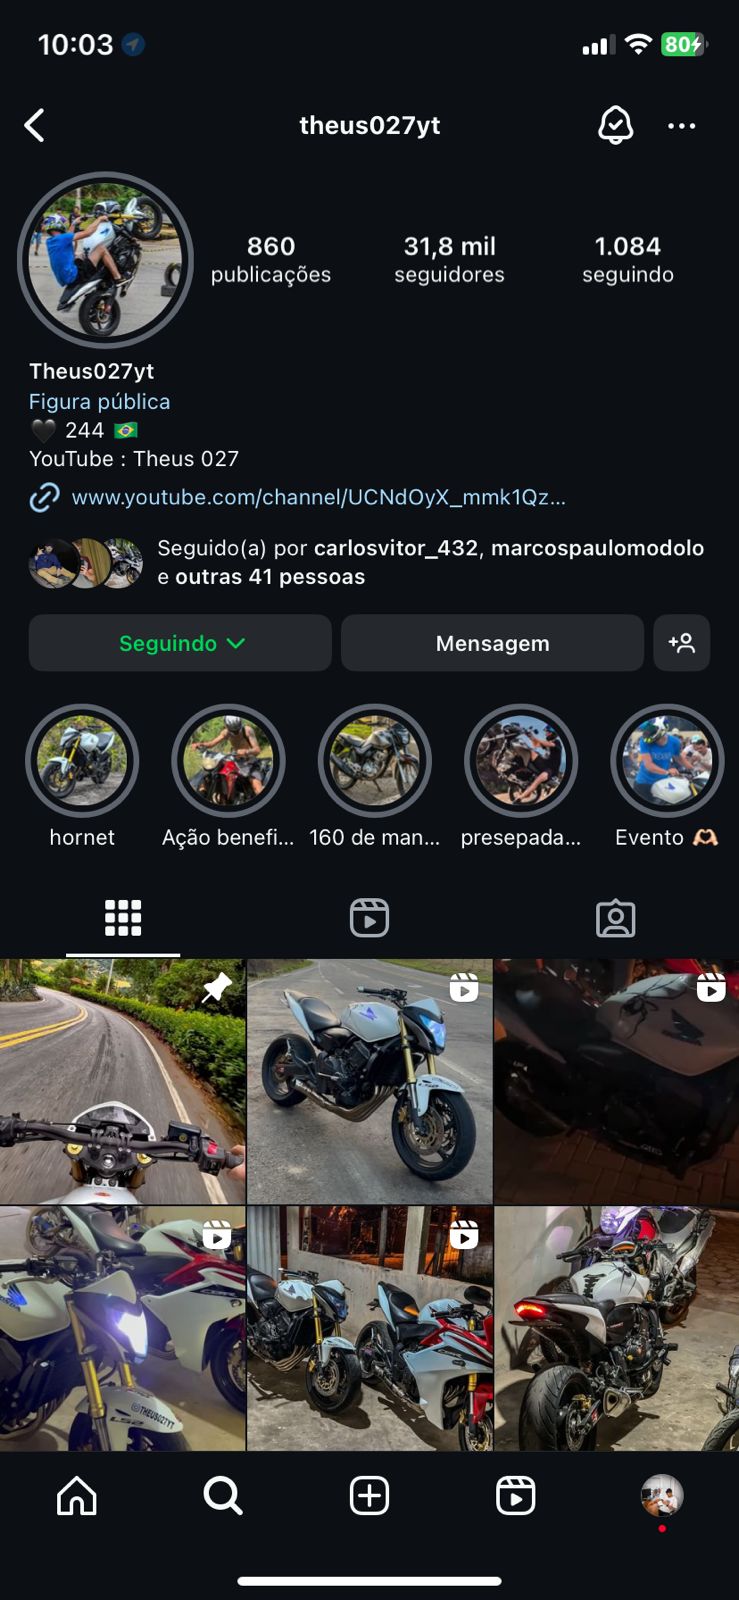 10:03
80
theus027yt
860
publicações
31,8 mil
seguidores
1.084
seguindo
Theus027yt
Figura pública
🖤 244 🇧🇷
YouTube : Theus 027
www.youtube.com/channel/UCNdOyX_mmk1Qz...
Seguido(a) por carlosvitor_432, marcospaulomodolo
e outras 41 pessoas
Seguindo
Mensagem
hornet
Ação benefi...
160 de man...
presepada...
Evento 🫶🏻
@THEUS027YT